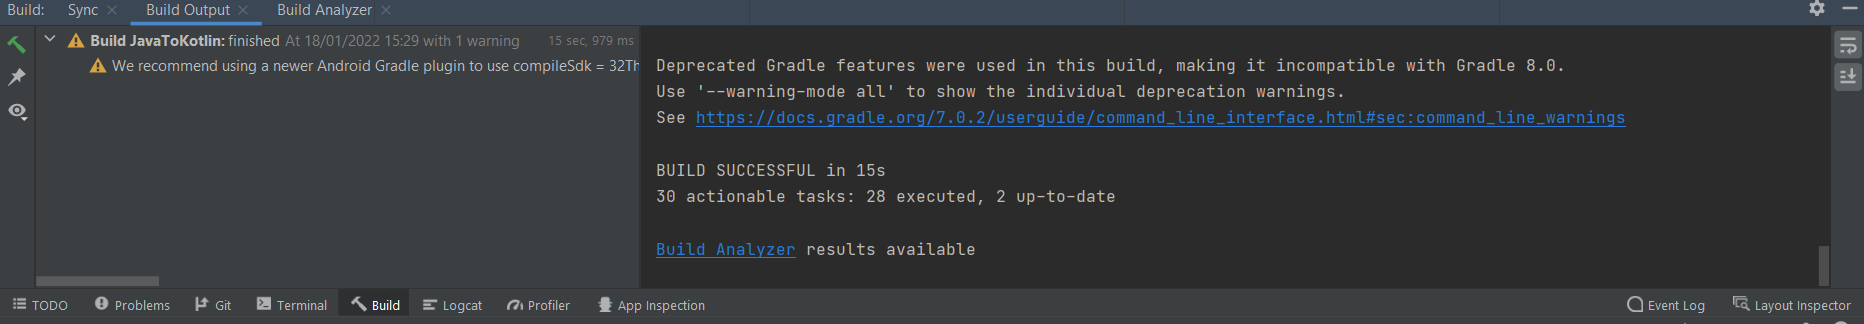 Build: Sync Build Output Build Analyzer
Build JavaToKotlin: finished At 18/01/2022 15:29 with 1 warning 15 sec, 979 ms
We recommend using a newer Android Gradle plugin to use compileSdk = 32Th
Deprecated Gradle features were used in this build, making it incompatible with Gradle 8.0.
Use '--warning-mode all' to show the individual deprecation warnings.
See https://docs.gradle.org/7.0.2/userguide/command_line_interface.html#sec:command_line_warnings
BUILD SUCCESSFUL in 15s
30 actionable tasks: 28 executed, 2 up-to-date
Build Analyzer results available
TODO Problems Git Terminal Build Logcat Profiler App Inspection Event Log Layout Inspector